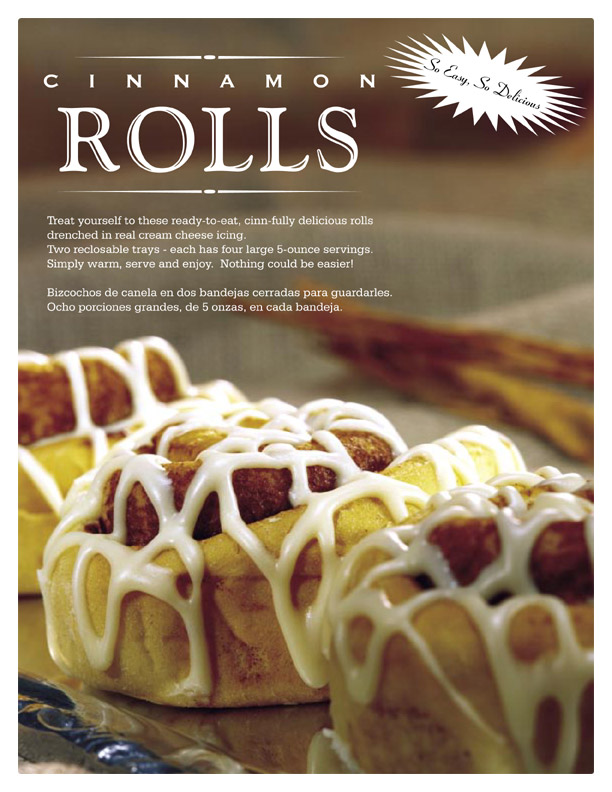 CINNAMON
ROLLS
So Easy, So Delicious
Treat yourself to these ready-to-eat, cinn-fully delicious rolls
drenched in real cream cheese icing.
Two reclosable trays - each has four large 5-ounce servings.
Simply warm, serve and enjoy.  Nothing could be easier!
Bizcochos de canela en dos bandejas cerradas para guardarles.
Ocho porciones grandes, de 5 onzas, en cada bandeja.